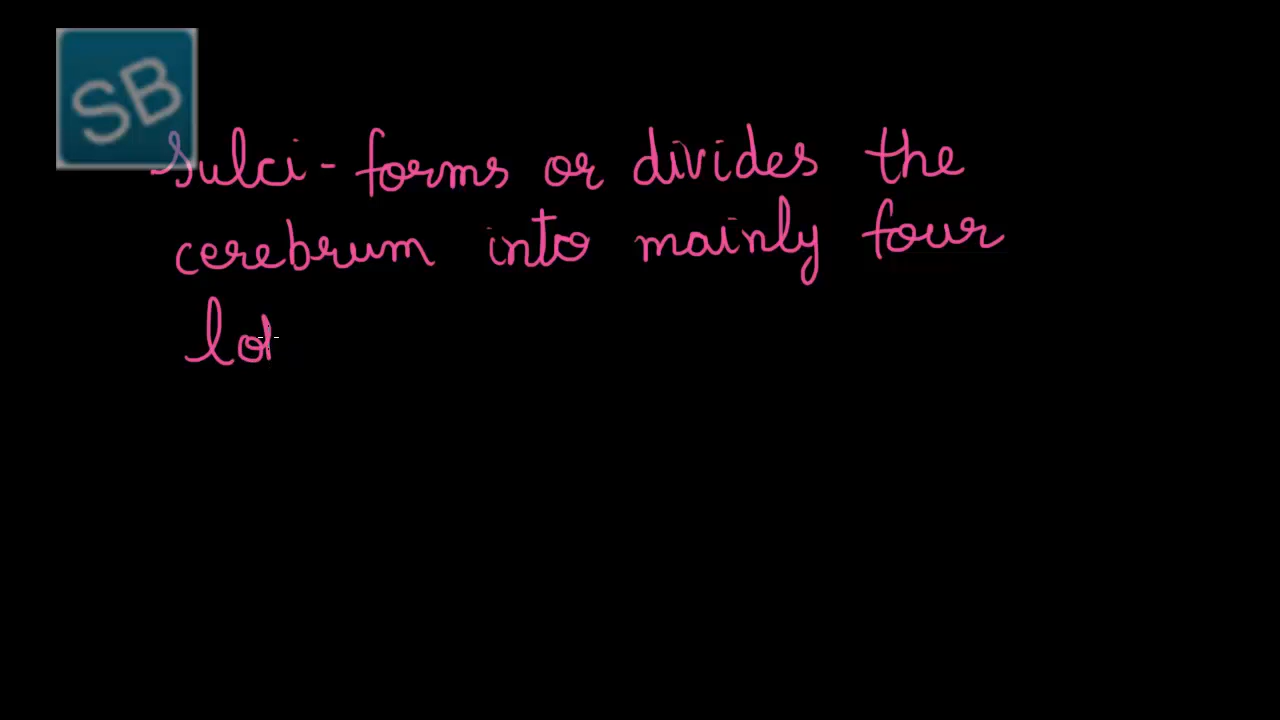 SB
Sulci - forms or divides the
cerebrum into mainly four